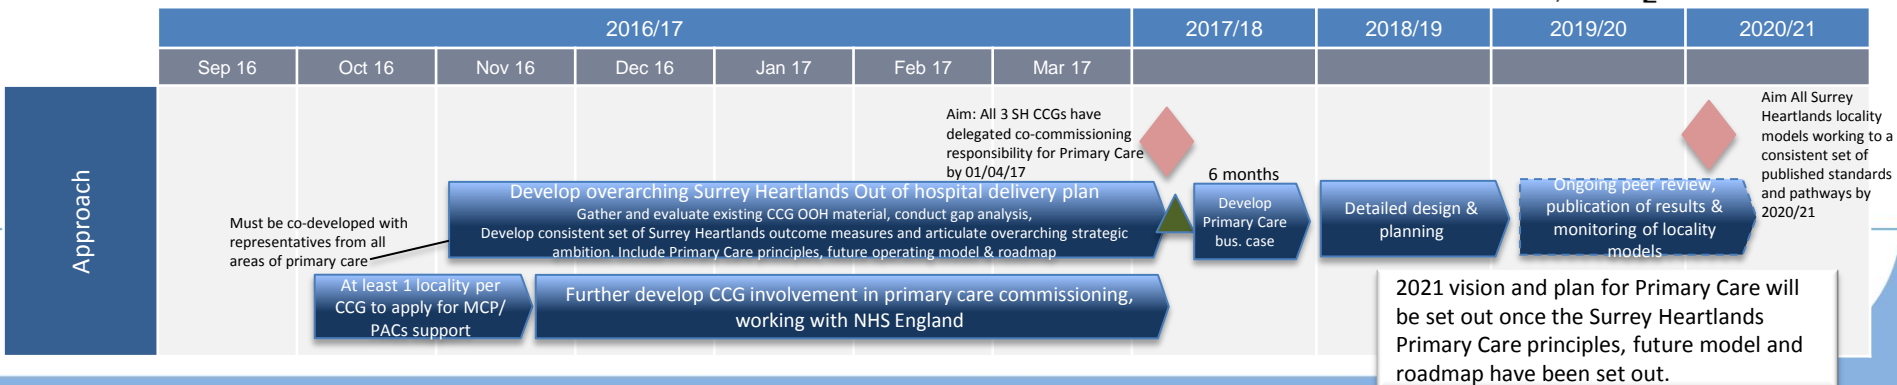 2016/17
2017/18
2018/19
2019/20
2020/21
Sep 16
Oct 16
Nov 16
Dec 16
Jan 17
Feb 17
Mar 17
Approach
Aim: All 3 SH CCGs have
delegated co-commissioning
responsibility for Primary Care
by 01/04/17
Aim All Surrey
Heartlands locality
models working to a
consistent set of
published standards
and pathways by
2020/21
Must be co-developed with
representatives from all
areas of primary care
Develop overarching Surrey Heartlands Out of hospital delivery plan
Gather and evaluate existing CCG OOH material, conduct gap analysis,
Develop consistent set of Surrey Heartlands outcome measures and articulate overarching strategic
ambition. Include Primary Care principles, future operating model & roadmap
6 months
Develop
Primary Care
bus. case
Detailed design &
planning
Ongoing peer review,
publication of results &
monitoring of locality
models
At least 1 locality per
CCG to apply for MCP/
PACs support
Further develop CCG involvement in primary care commissioning,
working with NHS England
2021 vision and plan for Primary Care will
be set out once the Surrey Heartlands
Primary Care principles, future model and
roadmap have been set out.